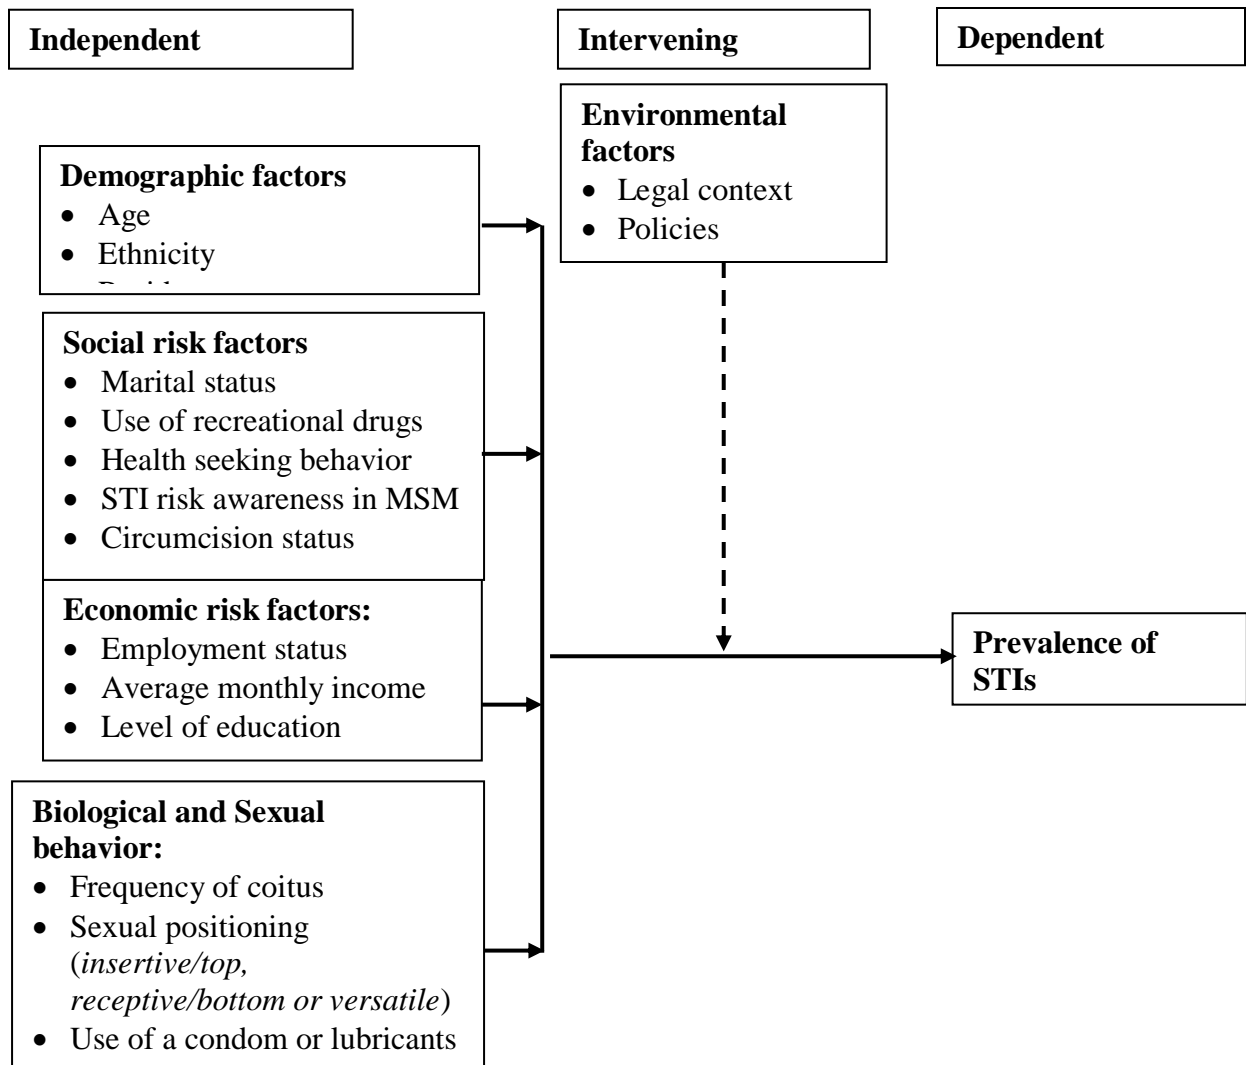 Independent
Intervening
Dependent
Environmental
factors
• Legal context
• Policies
Demographic factors
• Age
• Ethnicity
Social risk factors
• Marital status
• Use of recreational drugs
• Health seeking behavior
• STI risk awareness in MSM
• Circumcision status
Economic risk factors:
• Employment status
• Average monthly income
• Level of education
Prevalence of
STIs
Biological and Sexual
behavior:
• Frequency of coitus
• Sexual positioning
(insertive/top,
receptive/bottom or versatile)
• Use of a condom or lubricants